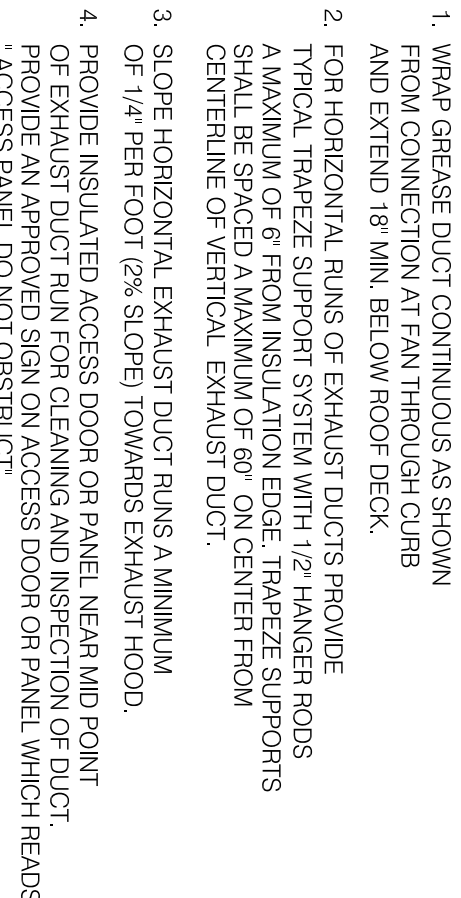 1. WRAP GREASE DUCT CONTINUOUS AS SHOWN
FROM CONNECTION AT FAN THROUGH CURB
AND EXTEND 18" MIN. BELOW ROOF DECK.
2. FOR HORIZONTAL RUNS OF EXHAUST DUCTS PROVIDE
TYPICAL TRAPEZE SUPPORT SYSTEM WITH 1/2" HANGER RODS
A MAXIMUM OF 6" FROM INSULATION EDGE. TRAPEZE SUPPORTS
SHALL BE SPACED A MAXIMUM OF 60" ON CENTER FROM
CENTERLINE OF VERTICAL EXHAUST DUCT.
3. SLOPE HORIZONTAL EXHAUST DUCT RUNS A MINIMUM
OF 1/4" PER FOOT (2% SLOPE) TOWARDS EXHAUST HOOD.
4. PROVIDE INSULATED ACCESS DOOR OR PANEL NEAR MID POINT
OF EXHAUST DUCT RUN FOR CLEANING AND INSPECTION OF DUCT.
PROVIDE AN APPROVED SIGN ON ACCESS DOOR OR PANEL WHICH READS
" ACCESS PANEL DO NOT OBSTRUCT"